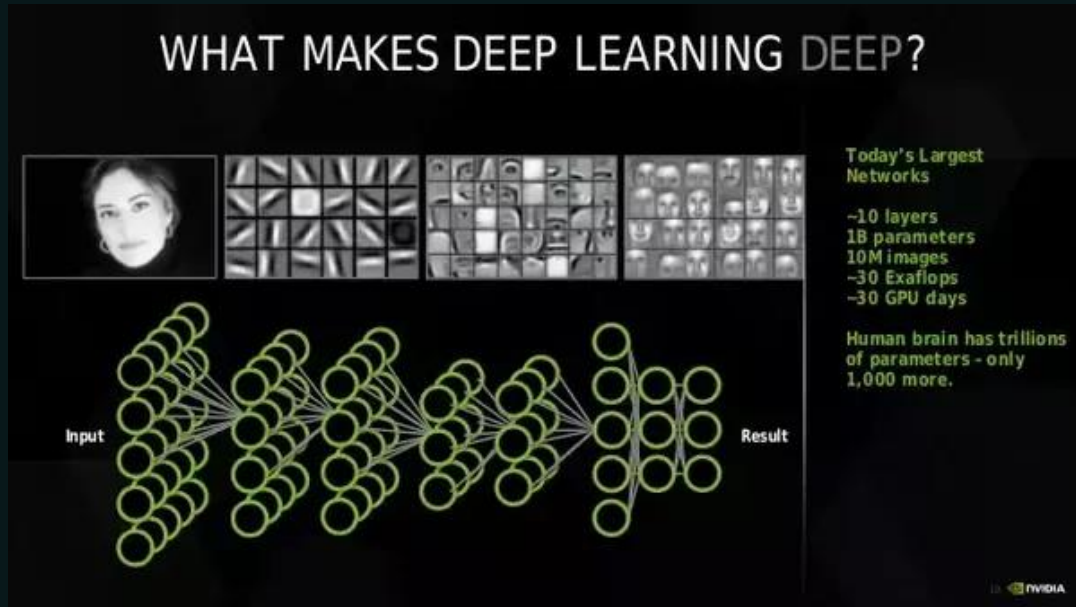 WHAT MAKES DEEP LEARNING DEEP?
Today's Largest
Networks
~10 layers
1B parameters
10M images
~30 Exaflops
~30 GPU days
Human brain has trillions
of parameters - only
1,000 more.
Input
Result
NVIDIA